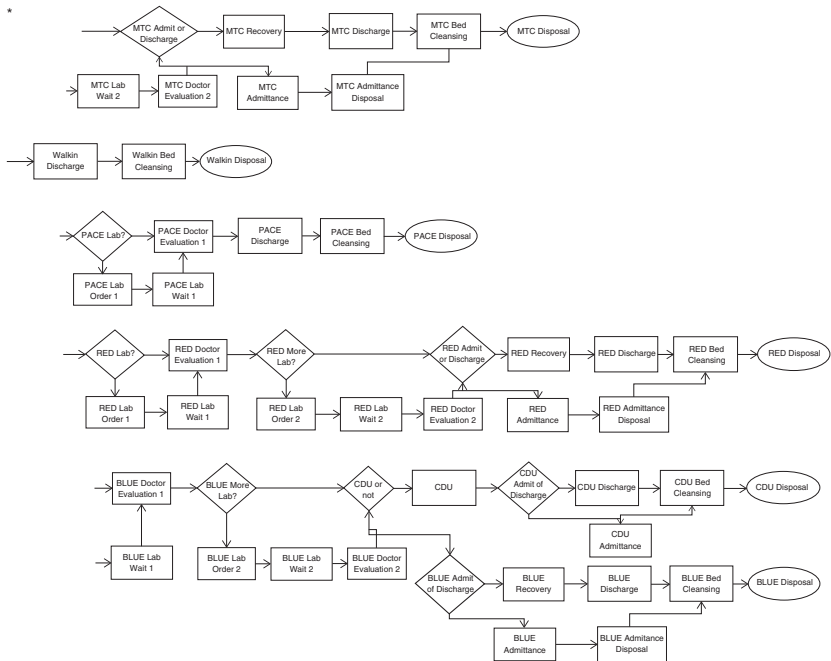 *
MTC Admit or
Discharge
MTC Recovery
MTC Discharge
MTC Bed
Cleansing
MTC Disposal
MTC Lab
Wait 2
MTC Doctor
Evaluation 2
MTC
Admittance
MTC Admittance
Disposal
Walkin
Discharge
Walkin Bed
Cleansing
Walkin Disposal
PACE Lab?
PACE Doctor
Evaluation 1
PACE
Discharge
PACE Bed
Cleansing
PACE Disposal
PACE Lab
Order 1
PACE Lab
Wait 1
RED Lab?
RED Doctor
Evaluation 1
RED More
Lab?
RED Admit
or Discharge
RED Recovery
RED Discharge
RED Bed
Cleansing
RED Disposal
RED Lab
Order 1
RED Lab
Wait 1
RED Lab
Order 2
RED Lab
Wait 2
RED Doctor
Evaluation 2
RED
Admittance
RED Admittance
Disposal
BLUE Doctor
Evaluation 1
BLUE More
Lab?
CDU or
not
CDU
CDU
Admit of
Discharge
CDU Discharge
CDU Bed
Cleansing
CDU Disposal
BLUE Lab
Wait 1
BLUE Lab
Order 2
BLUE Lab
Wait 2
BLUE Doctor
Evaluation 2
CDU
Admittance
BLUE Admit
of Discharge
BLUE
Recovery
BLUE
Discharge
BLUE Bed
Cleansing
BLUE Disposal
BLUE
Admittance
BLUE Admitance
Disposal